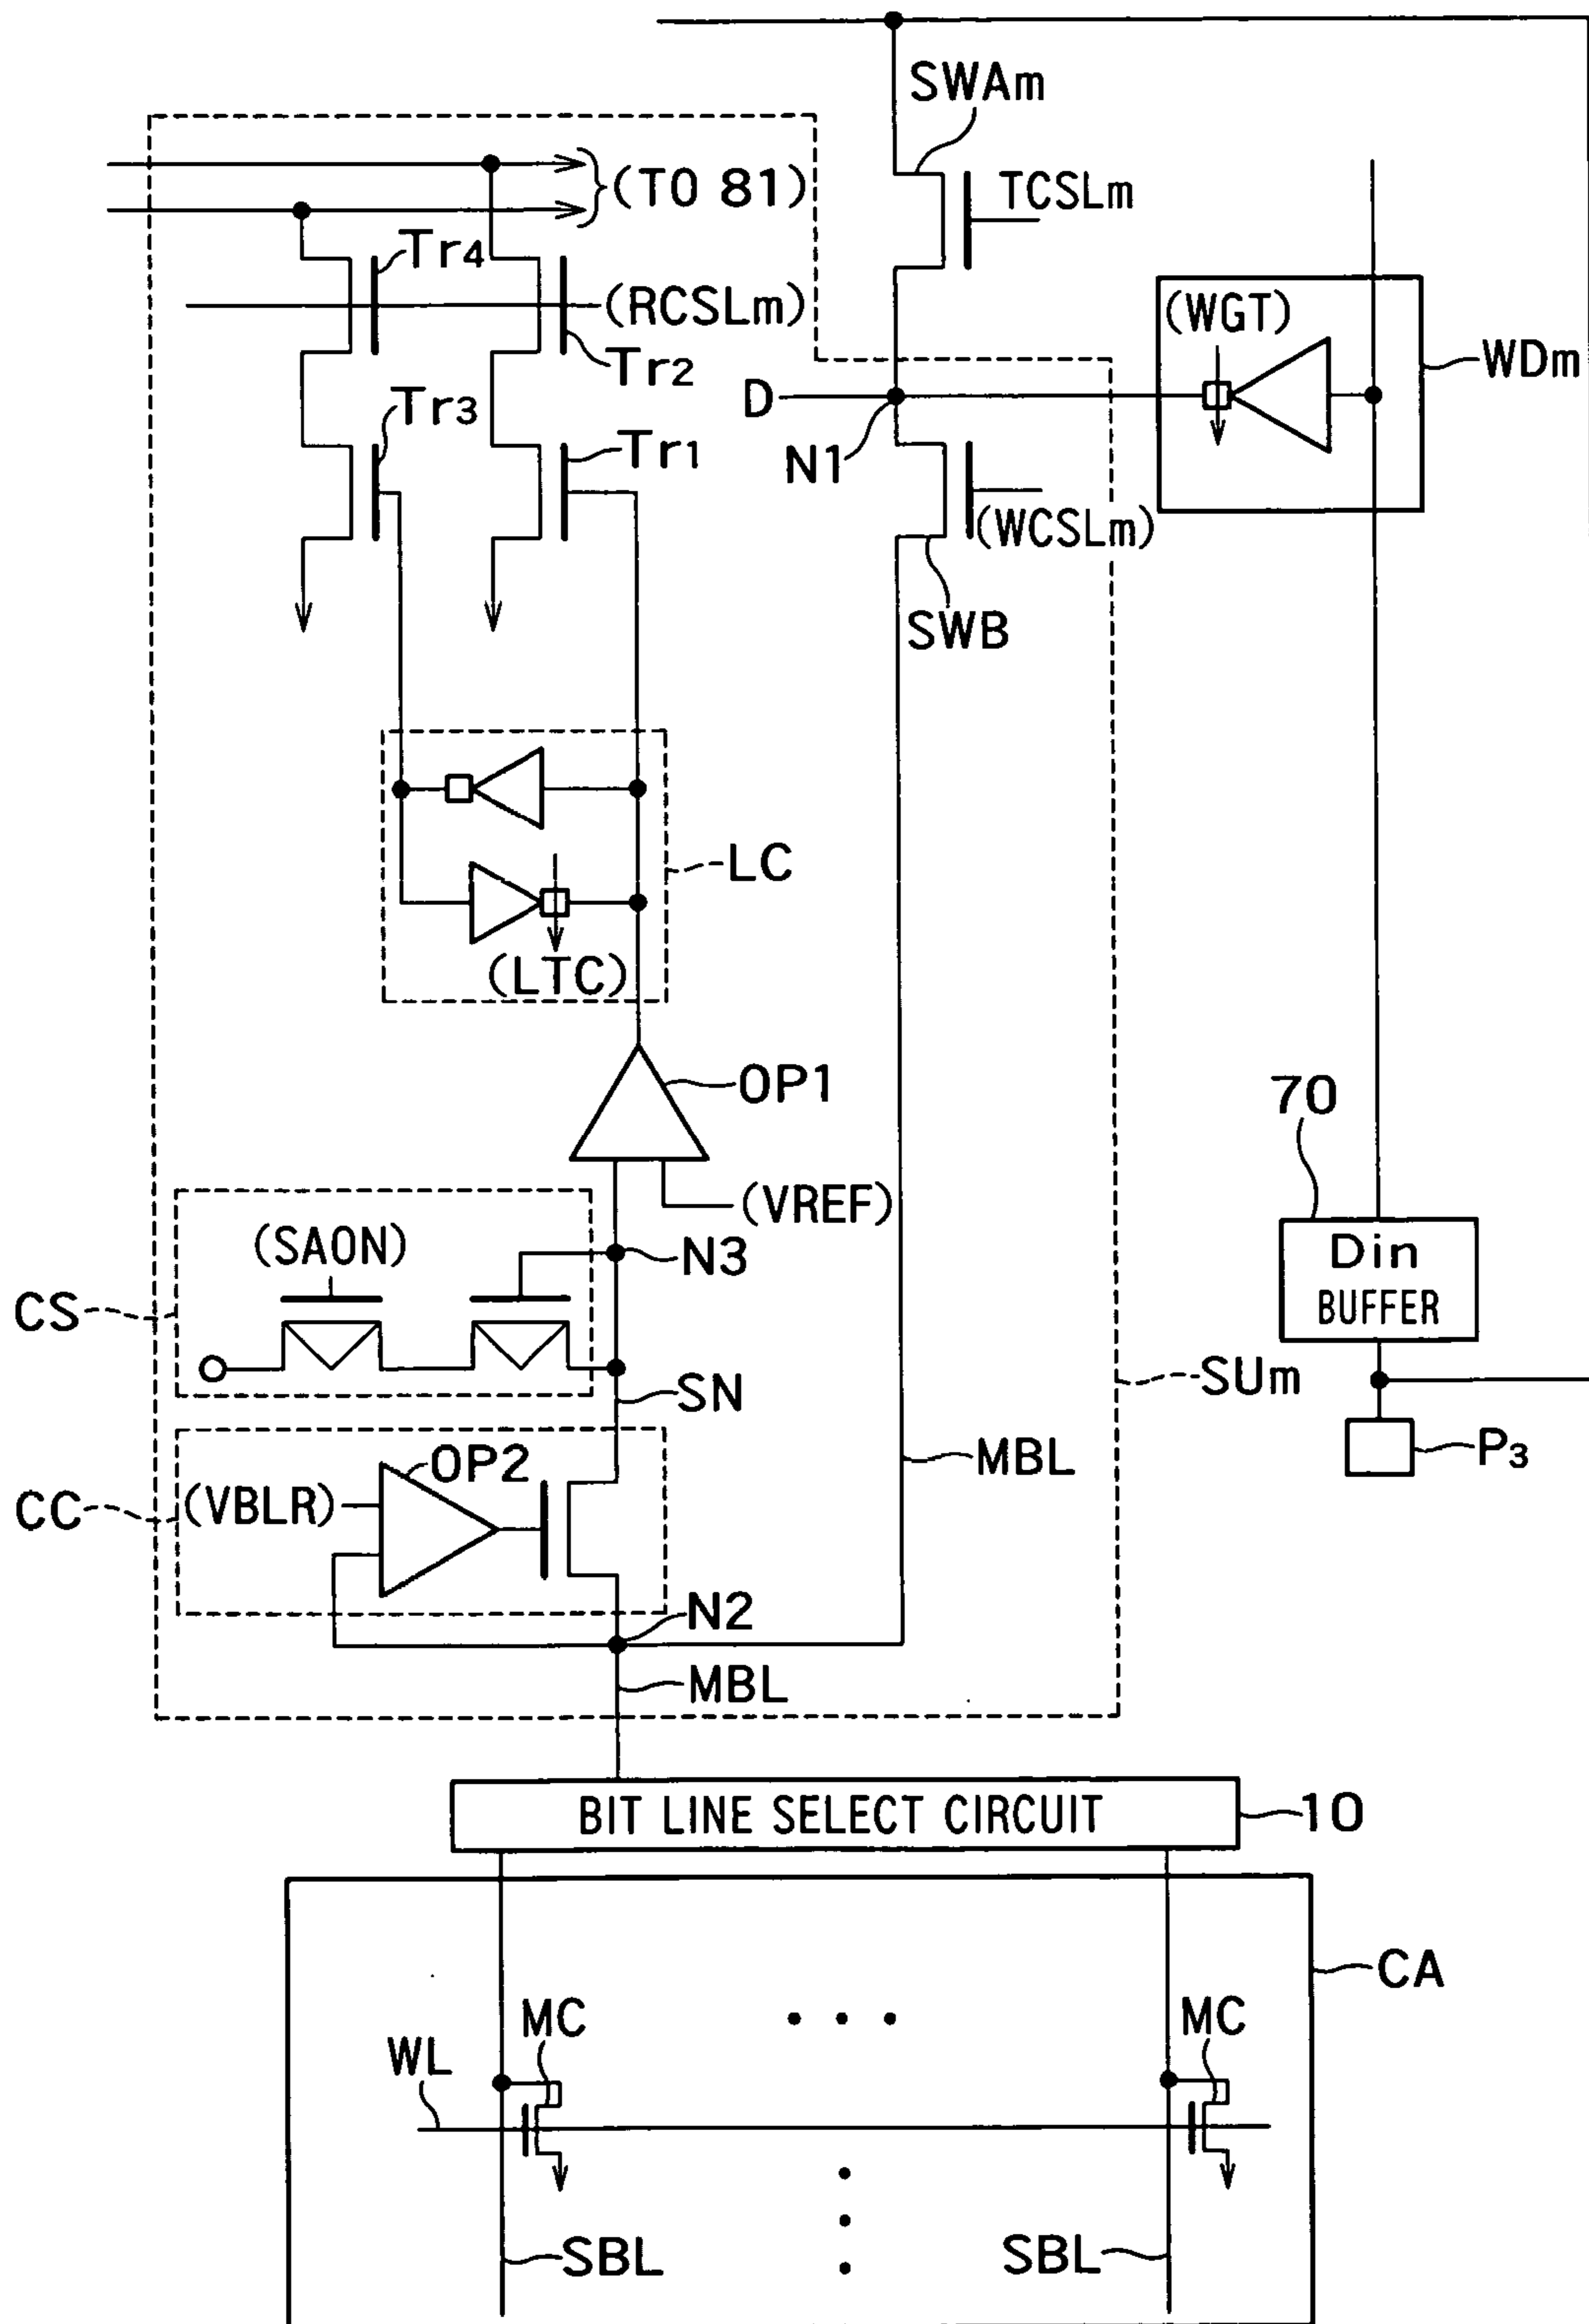 SWAm
(TO 81)
TCSLm
Tr4
(RCSLm)
(WGT)
Tr2
WDm
D
Tr3
Tr1
N1
(WCSLm)
SWB
LC
(LTC)
OP1
70
(VREF)
(SAON)
N3
Din
BUFFER
CS
SN
SUm
OP2
MBL
P3
CC
(VBLR)
N2
MBL
BIT LINE SELECT CIRCUIT
10
CA
MC
MC
WL
SBL
SBL